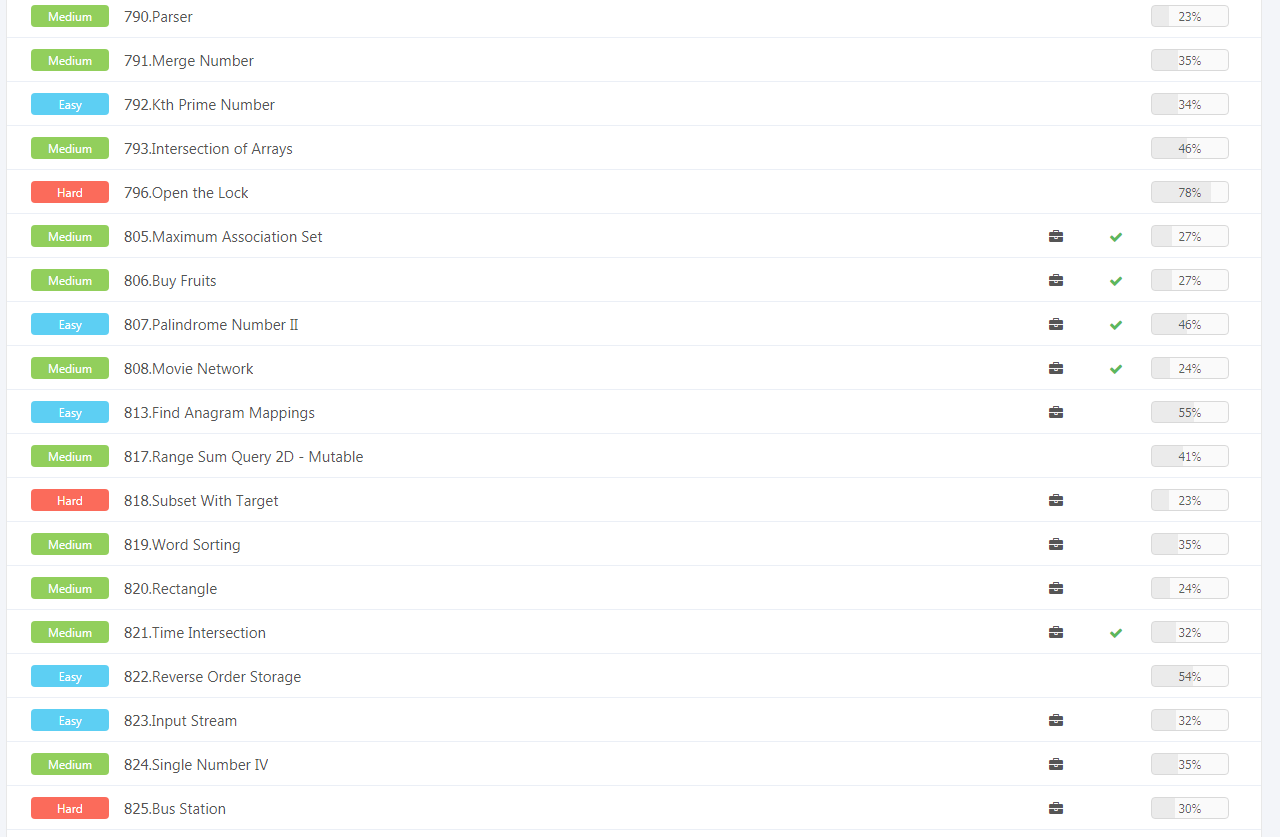 Medium 790.Parser 23%
Medium 791.Merge Number 35%
Easy 792.Kth Prime Number 34%
Medium 793.Intersection of Arrays 46%
Hard 796.Open the Lock 78%
Medium 805.Maximum Association Set 27%
Medium 806.Buy Fruits 27%
Easy 807.Palindrome Number II 46%
Medium 808.Movie Network 24%
Easy 813.Find Anagram Mappings 55%
Medium 817.Range Sum Query 2D - Mutable 41%
Hard 818.Subset With Target 23%
Medium 819.Word Sorting 35%
Medium 820.Rectangle 24%
Medium 821.Time Intersection 32%
Easy 822.Reverse Order Storage 54%
Easy 823.Input Stream 32%
Medium 824.Single Number IV 35%
Hard 825.Bus Station 30%